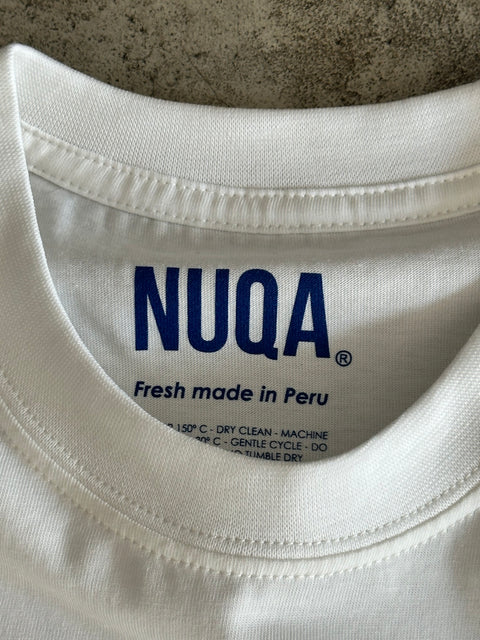 NUQA®
Fresh made in Peru
150° C - DRY CLEAN - MACHINE
C - GENTLE CYCLE - DO
TUMBLE DRY